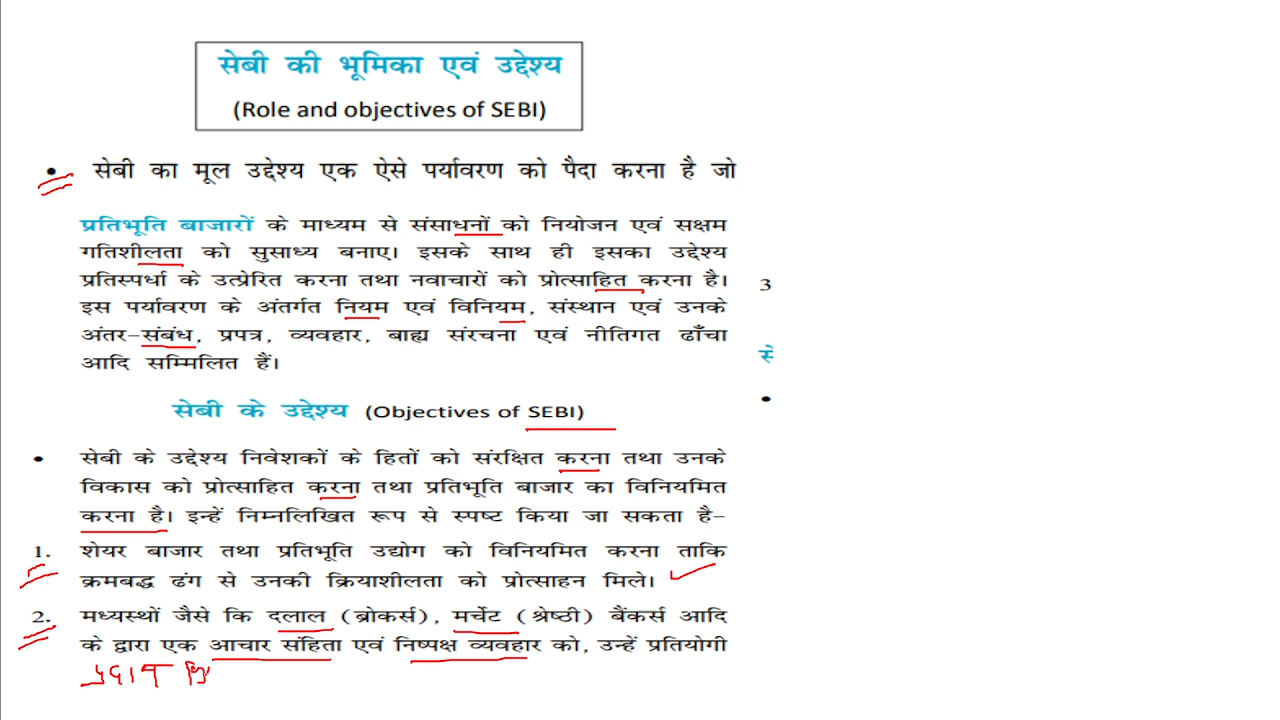 सेबी की भूमिका एवं उद्देश्य
(Role and objectives of SEBI)
• सेबी का मूल उद्देश्य एक ऐसे पर्यावरण को पैदा करना है जो
प्रतिभूति बाजारों के माध्यम से संसाधनों को नियोजन एवं सक्षम
गतिशीलता को सुसाध्य बनाए। इसके साथ ही इसका उद्देश्य
प्रतिस्पर्धा के उत्प्रेरित करना तथा नवाचारों को प्रोत्साहित करना है।
इस पर्यावरण के अंतर्गत नियम एवं विनियम, संस्थान एवं उनके
अंतर-संबंध, प्रपत्र, व्यवहार, बाह्य संरचना एवं नीतिगत ढाँचा
आदि सम्मिलित हैं।
सेबी के उद्देश्य (Objectives of SEBI)
• सेबी के उद्देश्य निवेशकों के हितों को संरक्षित करना तथा उनके
विकास को प्रोत्साहित करना तथा प्रतिभूति बाजार का विनियमित
करना है। इन्हें निम्नलिखित रूप से स्पष्ट किया जा सकता है-
1. शेयर बाजार तथा प्रतिभूति उद्योग को विनियमित करना ताकि
क्रमबद्ध ढंग से उनकी क्रियाशीलता को प्रोत्साहन मिले।
2. मध्यस्थों जैसे कि दलाल (ब्रोकर्स), मर्चेंट (श्रेष्ठी) बैंकर्स आदि
के द्वारा एक आचार संहिता एवं निष्पक्ष व्यवहार को, उन्हें प्रतियोगी
3
से
•